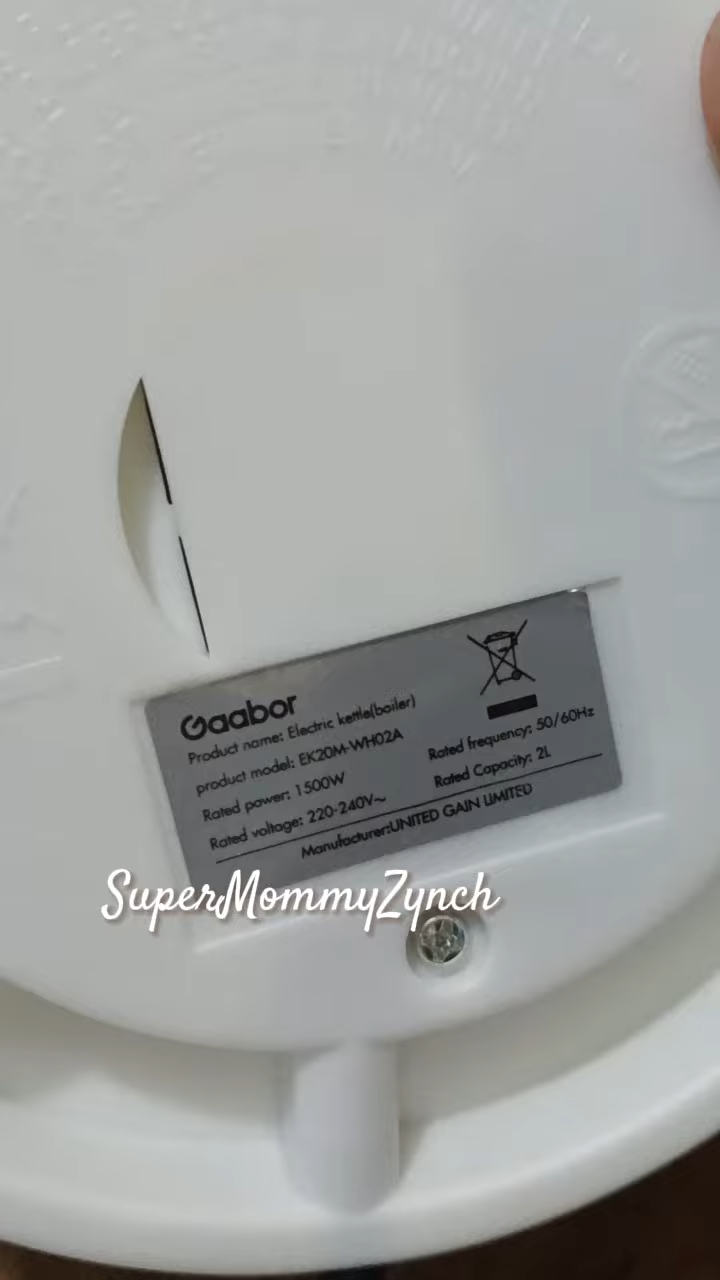 Gaabor
Product name: Electric kettle(boiler)
product model: EK20M-WH02A
Rated power: 1500W
Rated frequency: 50/60Hz
Rated voltage: 220-240V~
Rated Capacity: 2L
Manufacturer:UNITED GAIN LIMITED
SuperMommyZynch